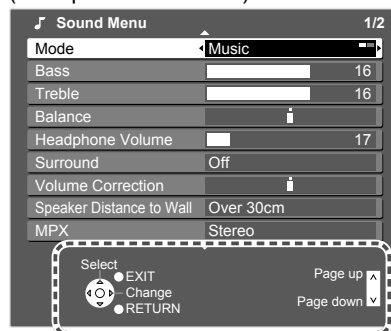 Sound Menu 1/2
Mode Music
Bass 16
Treble 16
Balance
Headphone Volume 17
Surround Off
Volume Correction
Speaker Distance to Wall Over 30cm
MPX Stereo
Select
EXIT
Change
RETURN
Page up
Page down